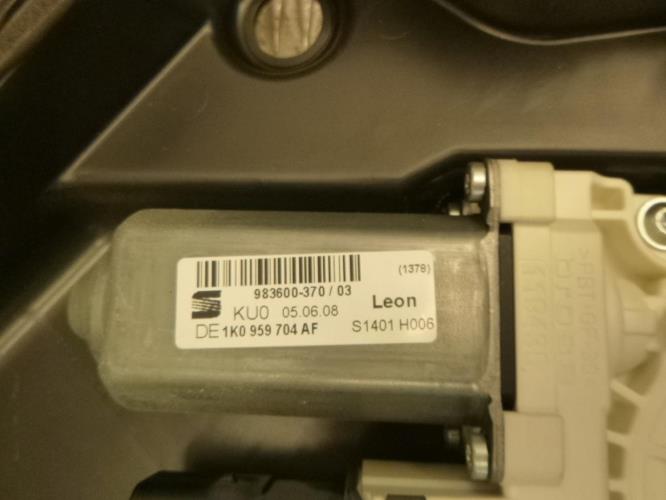 (1378)
983600-370 / 03
KU0 05.06.08 Leon
DE 1K0 959 704 AF S1401 H006